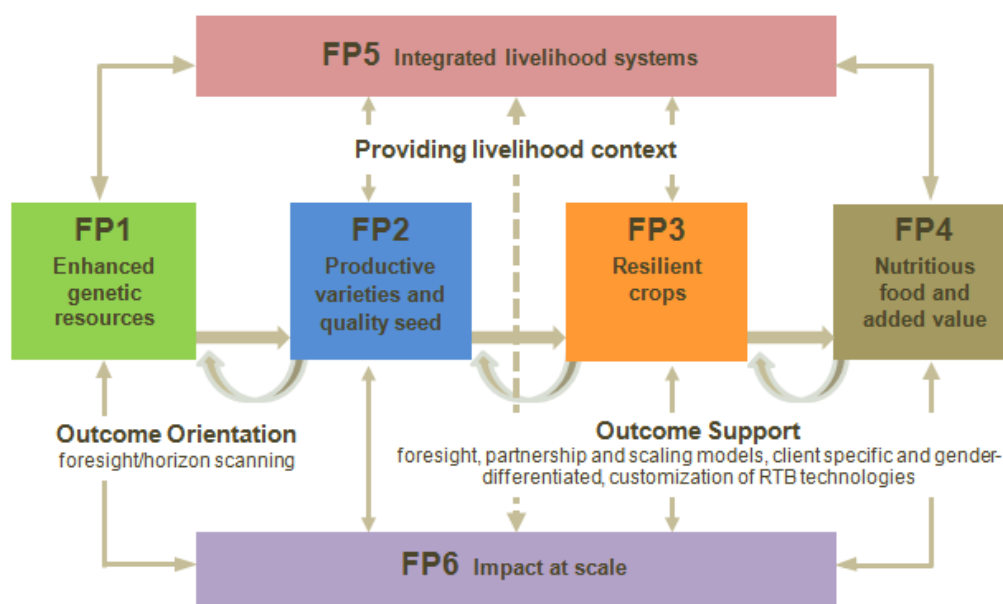 FP5 Integrated livelihood systems
Providing livelihood context
FP1
Enhanced
genetic
resources
FP2
Productive
varieties and
quality seed
FP3
Resilient
crops
FP4
Nutritious
food and
added value
Outcome Orientation
foresight/horizon scanning
Outcome Support
foresight, partnership and scaling models, client specific and gender-
differentiated, customization of RTB technologies
FP6 Impact at scale